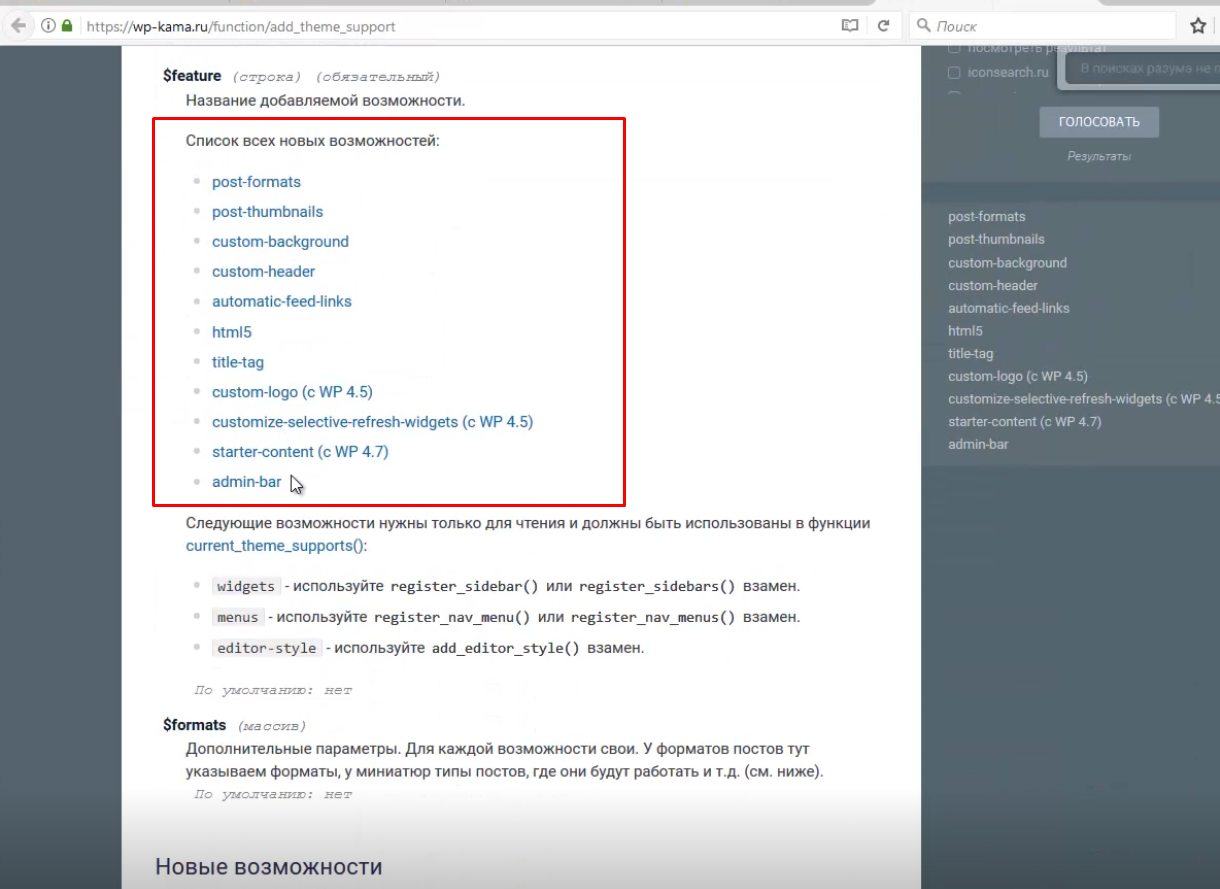 https://wp-kama.ru/function/add_theme_support
Поиск
$feature (строка) (обязательный)
Название добавляемой возможности.
Список всех новых возможностей:
post-formats
post-thumbnails
custom-background
custom-header
automatic-feed-links
html5
title-tag
custom-logo (с WP 4.5)
customize-selective-refresh-widgets (с WP 4.5)
starter-content (с WP 4.7)
admin-bar
Следующие возможности нужны только для чтения и должны быть использованы в функции
current_theme_supports():
widgets - используйте register_sidebar() или register_sidebars() взамен.
menus - используйте register_nav_menu() или register_nav_menus() взамен.
editor-style - используйте add_editor_style() взамен.
По умолчанию: нет
$formats (массив)
Дополнительные параметры. Для каждой возможности свои. У форматов постов тут
указываем форматы, у миниатюр типы постов, где они будут работать и т.д. (см. ниже).
По умолчанию: нет
Новые возможности
посмотреть результат
iconsearch.ru
В поисках разума не п
ГОЛОСОВАТЬ
Результаты
post-formats
post-thumbnails
custom-background
custom-header
automatic-feed-links
html5
title-tag
custom-logo (с WP 4.5)
customize-selective-refresh-widgets (с WP 4.5
starter-content (с WP 4.7)
admin-bar